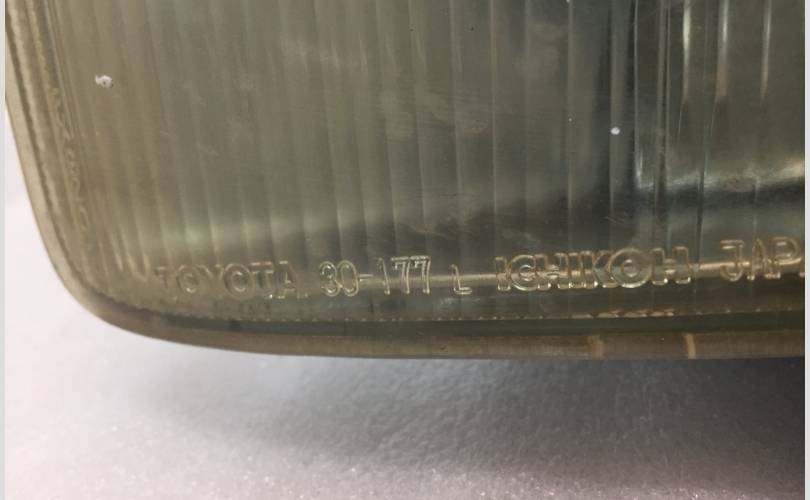 TOYOTA 30-177 L ICHIKOH JAP